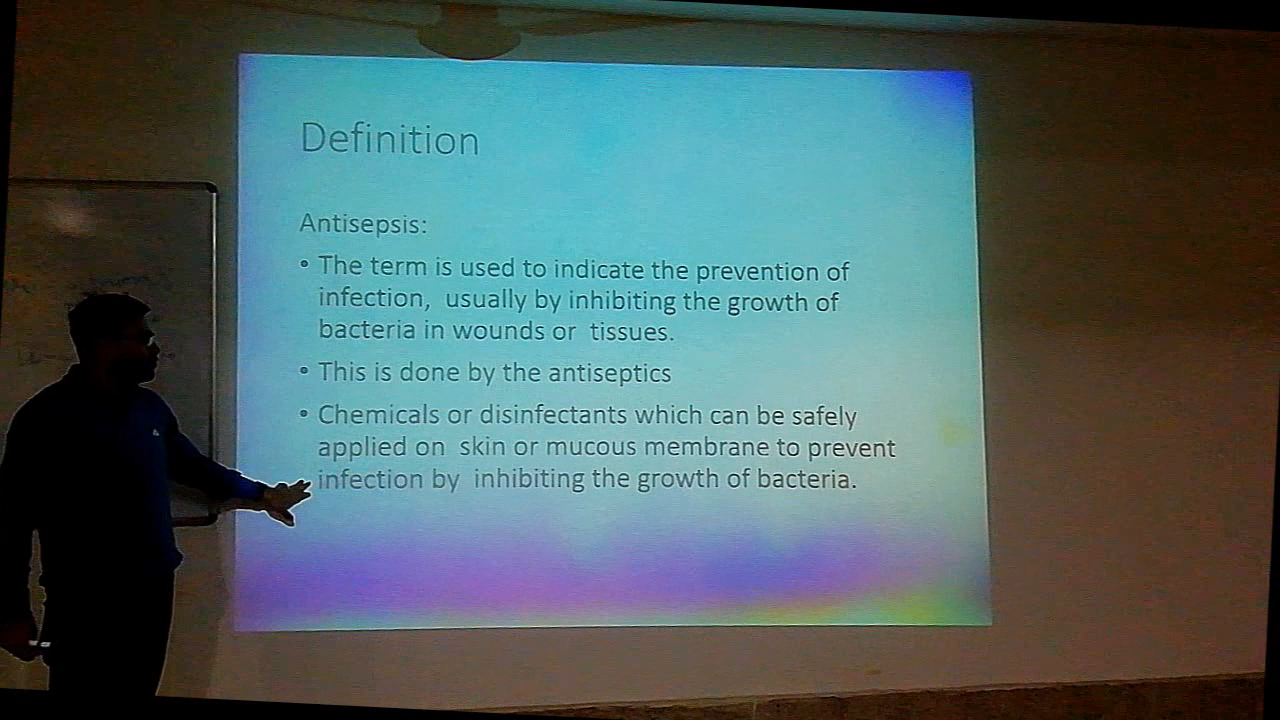 Definition
Antisepsis:
• The term is used to indicate the prevention of
infection, usually by inhibiting the growth of
bacteria in wounds or tissues.
• This is done by the antiseptics
• Chemicals or disinfectants which can be safely
applied on skin or mucous membrane to prevent
infection by inhibiting the growth of bacteria.